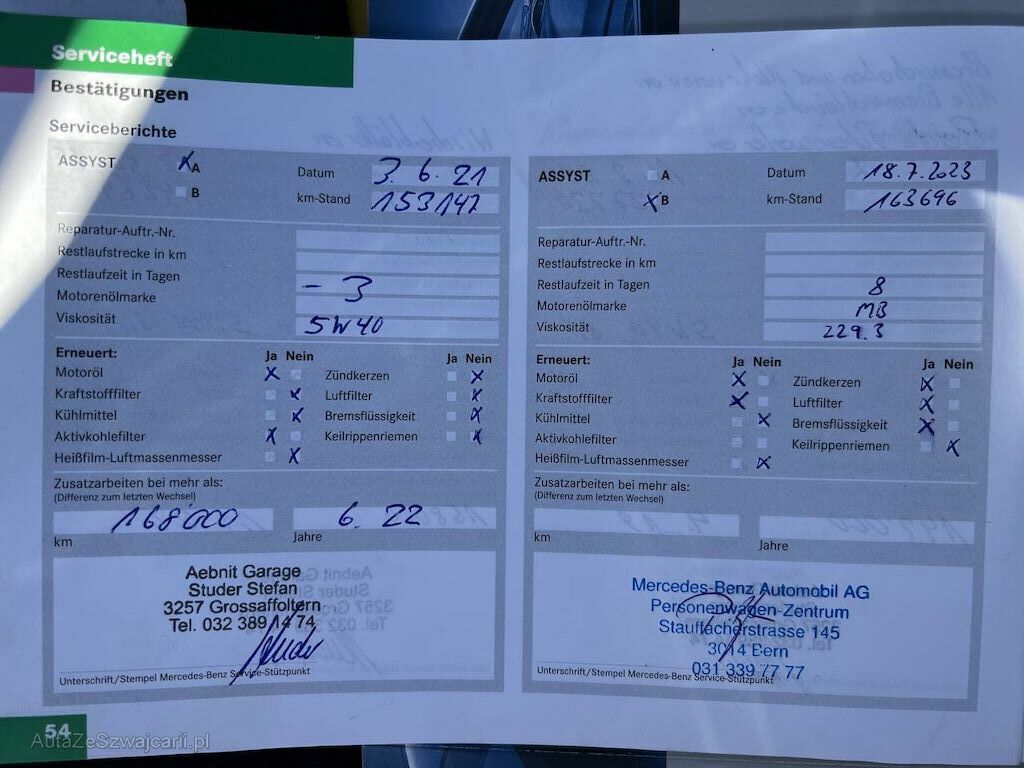 Serviceheft
Bestätigungen
Serviceberichte
ASSYST X A
B
Datum 3.6.21
km-Stand 153147
Reparatur-Auftr.-Nr.
Restlaufstrecke in km
Restlaufzeit in Tagen - 3
Motorenölmarke
Viskosität 5W40
Erneuert: Ja Nein Ja Nein
Motoröl X Zündkerzen X
Kraftstofffilter X Luftfilter X
Kühlmittel X Bremsflüssigkeit X
Aktivkohlefilter X Keilrippenriemen X
Heißfilm-Luftmassenmesser X
Zusatzarbeiten bei mehr als:
(Differenz zum letzten Wechsel)
168'000 6. 22
km Jahre
Aebnit Garage
Studer Stefan
3257 Grossaffoltern
Tel. 032 389 14 74
Unterschrift/Stempel Mercedes-Benz Service-Stützpunkt
ASSYST A
X B
Datum 18.7.2023
km-Stand 163696
Reparatur-Auftr.-Nr.
Restlaufstrecke in km
Restlaufzeit in Tagen 8
Motorenölmarke MB
Viskosität 229.3
Erneuert: Ja Nein Ja Nein
Motoröl X Zündkerzen X
Kraftstofffilter X Luftfilter X
Kühlmittel X Bremsflüssigkeit X
Aktivkohlefilter Keilrippenriemen X
Heißfilm-Luftmassenmesser X
Zusatzarbeiten bei mehr als:
(Differenz zum letzten Wechsel)
km Jahre
Mercedes-Benz Automobil AG
Personenwagen-Zentrum
Stauffacherstrasse 145
3014 Bern
031 339 77 77
Unterschrift/Stempel Mercedes-Benz Service-Stützpunkt
54
AutaZeSzwajcarii.pl